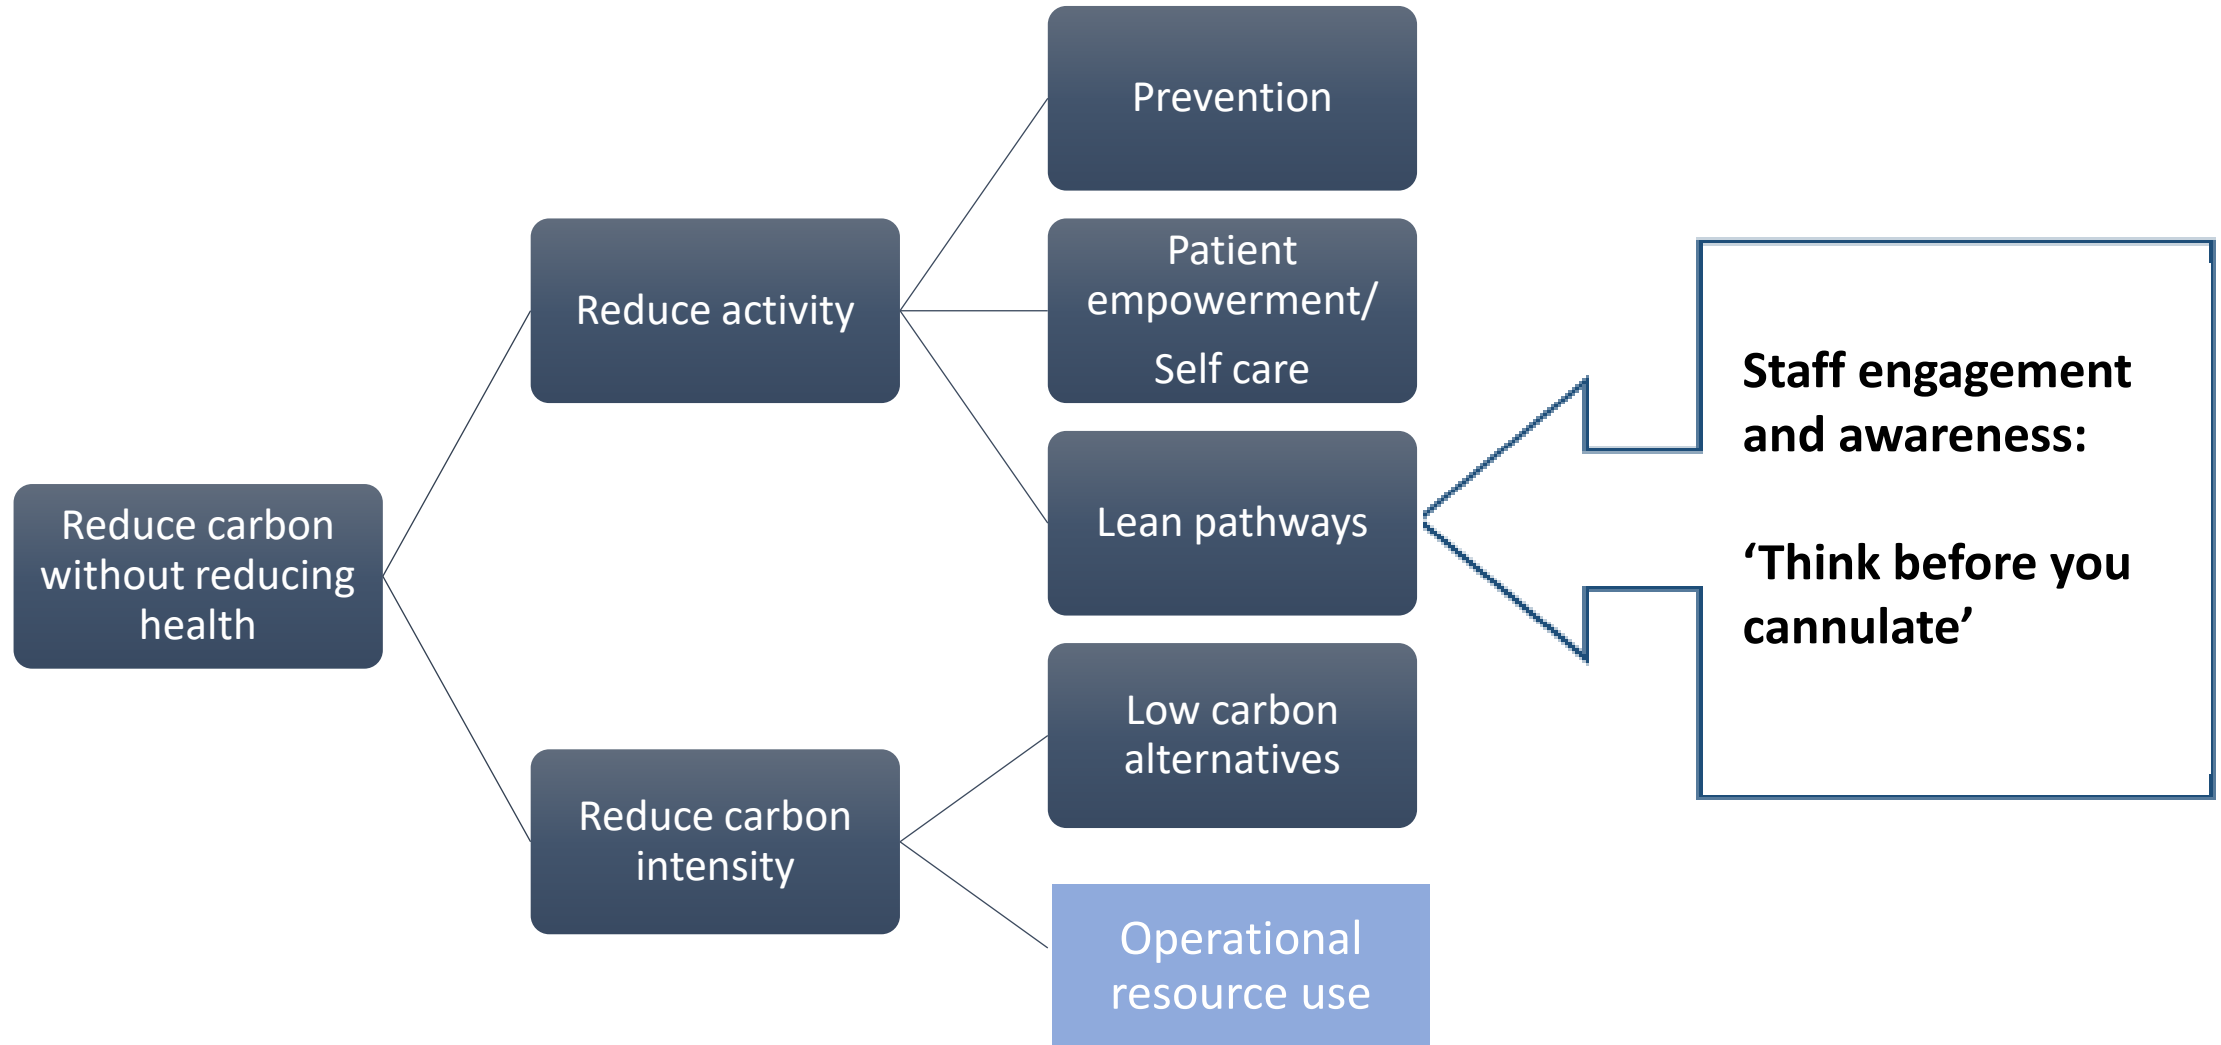 Reduce carbon
without reducing
health
Reduce activity
Reduce carbon
intensity
Prevention
Patient
empowerment/
Self care
Lean pathways
Low carbon
alternatives
Operational
resource use
Staff engagement
and awareness:
‘Think before you
cannulate’